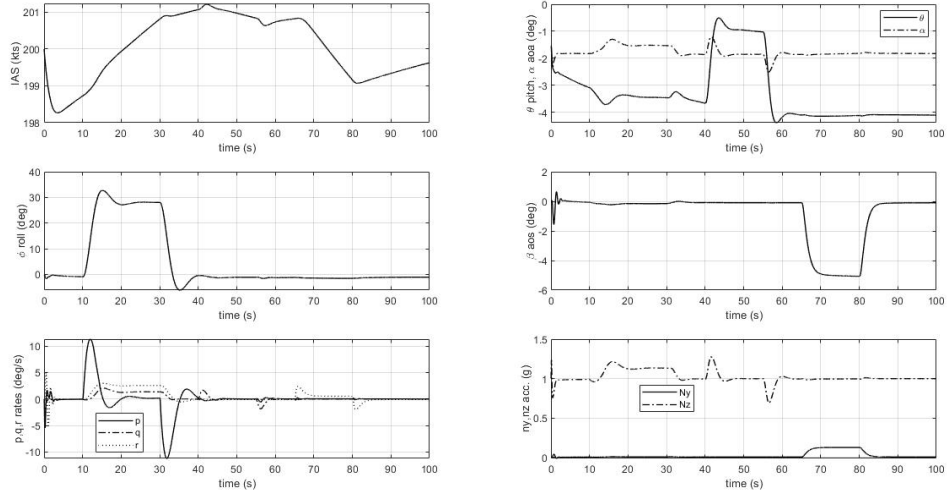 IAS (kts)
201
200
199
198
0 10 20 30 40 50 60 70 80 90 100
time (s)
θ pitch, α aoa (deg)
0
-1
-2
-3
-4
θ
α
0 10 20 30 40 50 60 70 80 90 100
time (s)
ϕ roll (deg)
40
30
20
10
0
0 10 20 30 40 50 60 70 80 90 100
time (s)
β aos (deg)
2
0
-2
-4
-6
0 10 20 30 40 50 60 70 80 90 100
time (s)
p,q,r rates (deg/s)
10
5
0
-5
-10
p
q
r
0 10 20 30 40 50 60 70 80 90 100
time (s)
ny,nz acc. (g)
1.5
1
0.5
0
Ny
Nz
0 10 20 30 40 50 60 70 80 90 100
time (s)